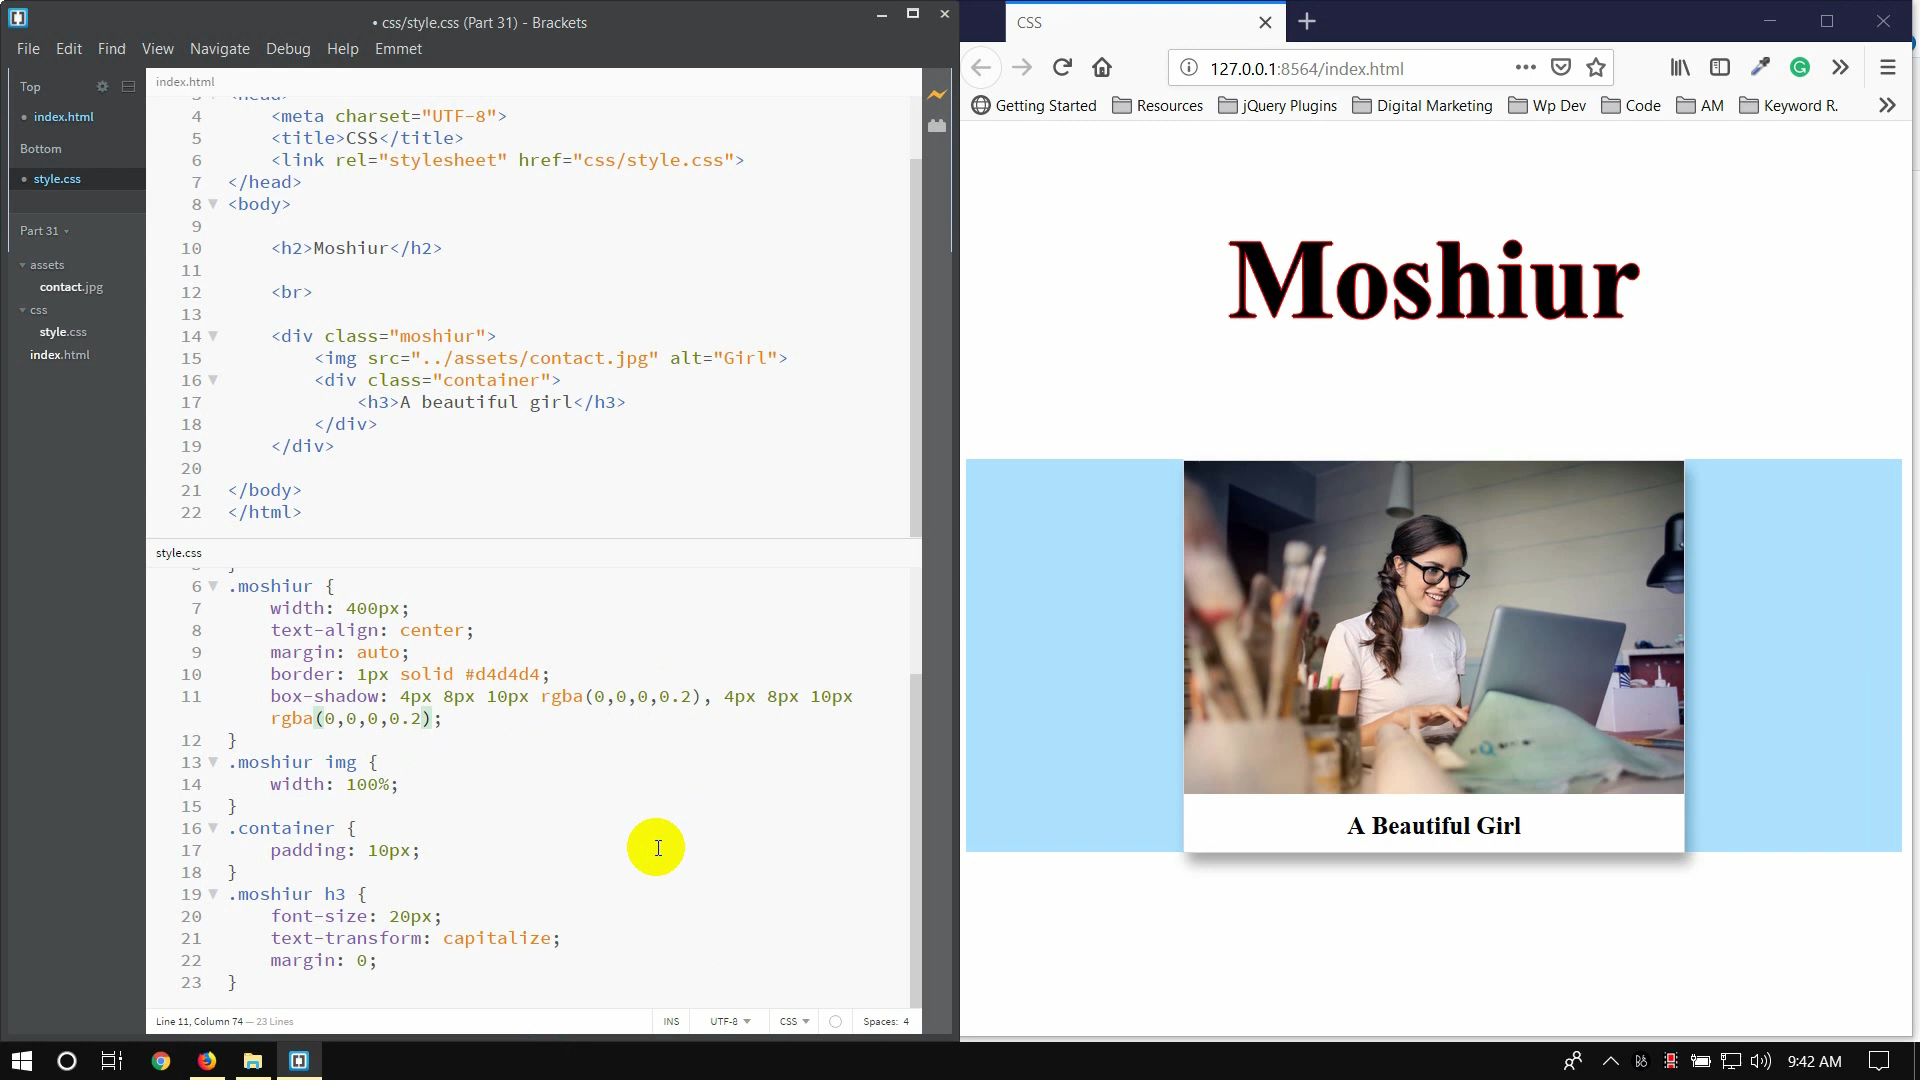 • css/style.css (Part 31) - Brackets
File Edit Find View Navigate Debug Help Emmet
Top
• index.html
Bottom
• style.css
Part 31
assets
contact.jpg
css
style.css
index.html
index.html
4 <meta charset="UTF-8">
5 <title>CSS</title>
6 <link rel="stylesheet" href="css/style.css">
7 </head>
8 <body>
9
10 <h2>Moshiur</h2>
11
12 <br>
13
14 <div class="moshiur">
15 <img src="../assets/contact.jpg" alt="Girl">
16 <div class="container">
17 <h3>A beautiful girl</h3>
18 </div>
19 </div>
20
21 </body>
22 </html>
style.css
6 .moshiur {
7 width: 400px;
8 text-align: center;
9 margin: auto;
10 border: 1px solid #d4d4d4;
11 box-shadow: 4px 8px 10px rgba(0,0,0,0.2), 4px 8px 10px
rgba(0,0,0,0.2);
12 }
13 .moshiur img {
14 width: 100%;
15 }
16 .container {
17 padding: 10px;
18 }
19 .moshiur h3 {
20 font-size: 20px;
21 text-transform: capitalize;
22 margin: 0;
23 }
Line 11, Column 74 — 23 Lines
INS UTF-8 CSS Spaces: 4
CSS
127.0.0.1:8564/index.html
Getting Started Resources jQuery Plugins Digital Marketing Wp Dev Code AM Keyword R.
Moshiur
A Beautiful Girl
9:42 AM